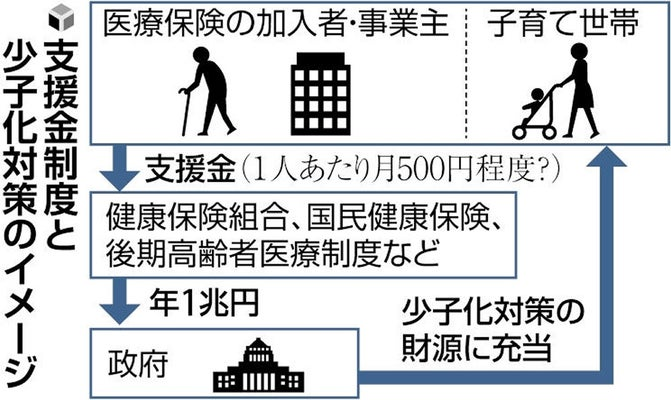 支援金制度と
少子化対策のイメージ
医療保険の加入者・事業主
子育て世帯
支援金(1人あたり月500円程度?)
健康保険組合、国民健康保険、
後期高齢者医療制度など
年1兆円
政府
少子化対策の
財源に充当